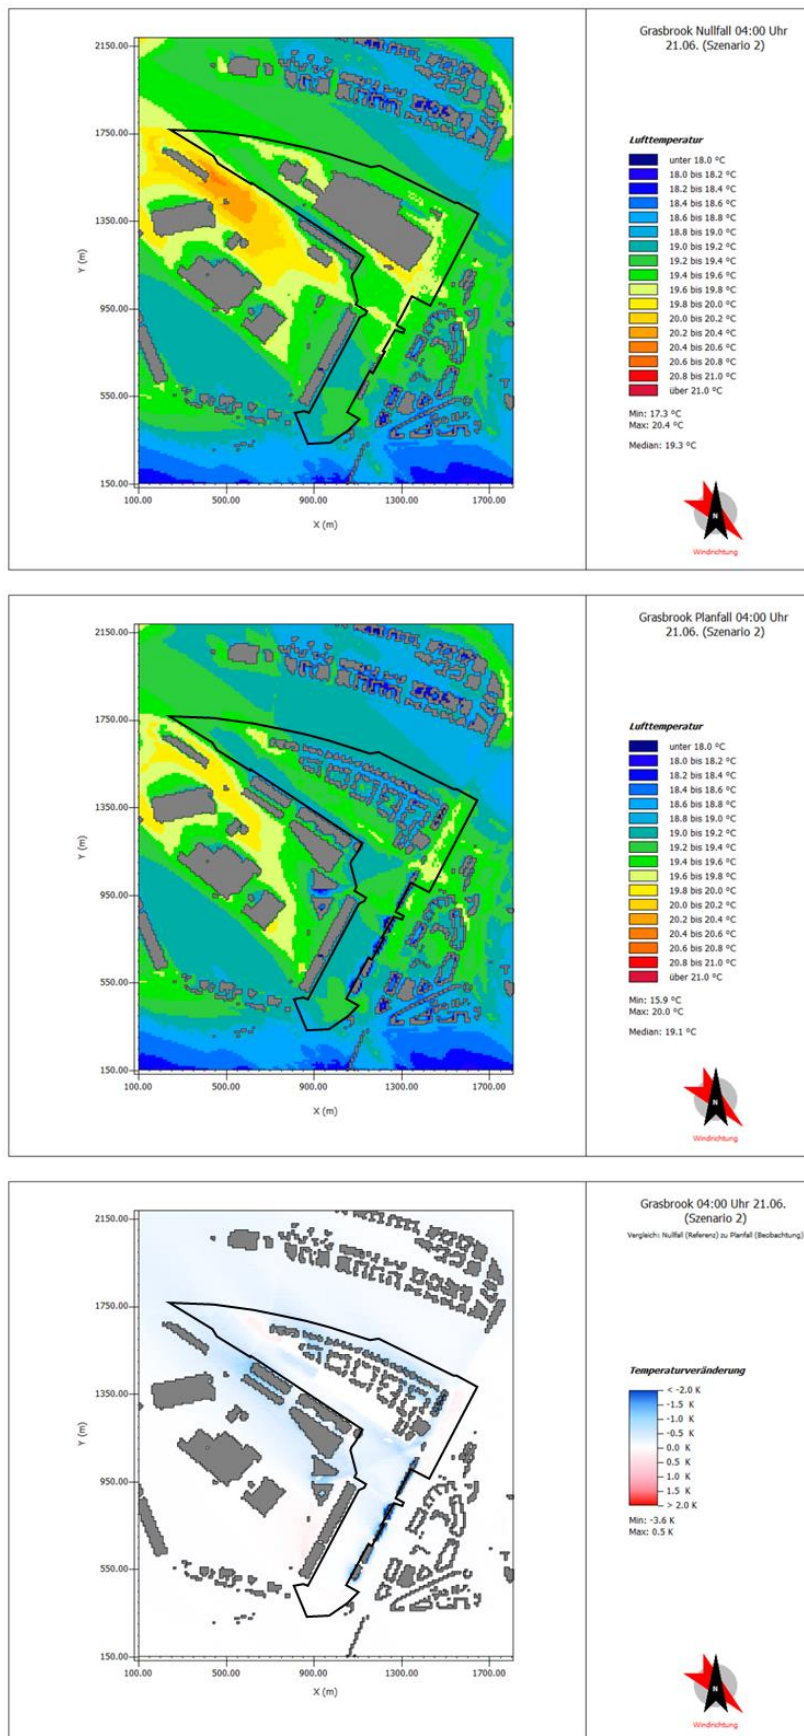 Grasbrook Nullfall 04:00 Uhr
21.06. (Szenario 2)
2150.00
1750.00
1350.00
950.00
550.00
150.00
Y (m)
100.00 500.00 900.00 1300.00 1700.00
X (m)
Lufttemperatur
unter 18.0 °C
18.0 bis 18.2 °C
18.2 bis 18.4 °C
18.4 bis 18.6 °C
18.6 bis 18.8 °C
18.8 bis 19.0 °C
19.0 bis 19.2 °C
19.2 bis 19.4 °C
19.4 bis 19.6 °C
19.6 bis 19.8 °C
19.8 bis 20.0 °C
20.0 bis 20.2 °C
20.2 bis 20.4 °C
20.4 bis 20.6 °C
20.6 bis 20.8 °C
20.8 bis 21.0 °C
über 21.0 °C
Min: 17.3 °C
Max: 20.4 °C
Median: 19.3 °C
N
Windrichtung
Grasbrook Planfall 04:00 Uhr
21.06. (Szenario 2)
2150.00
1750.00
1350.00
950.00
550.00
150.00
Y (m)
100.00 500.00 900.00 1300.00 1700.00
X (m)
Lufttemperatur
unter 18.0 °C
18.0 bis 18.2 °C
18.2 bis 18.4 °C
18.4 bis 18.6 °C
18.6 bis 18.8 °C
18.8 bis 19.0 °C
19.0 bis 19.2 °C
19.2 bis 19.4 °C
19.4 bis 19.6 °C
19.6 bis 19.8 °C
19.8 bis 20.0 °C
20.0 bis 20.2 °C
20.2 bis 20.4 °C
20.4 bis 20.6 °C
20.6 bis 20.8 °C
20.8 bis 21.0 °C
über 21.0 °C
Min: 15.9 °C
Max: 20.0 °C
Median: 19.1 °C
N
Windrichtung
Grasbrook 04:00 Uhr 21.06.
(Szenario 2)
Vergleich: Nullfall (Referenz) zu Planfall (Beobachtung)
2150.00
1750.00
1350.00
950.00
550.00
150.00
Y (m)
100.00 500.00 900.00 1300.00 1700.00
X (m)
Temperaturveränderung
< -2.0 K
-1.5 K
-1.0 K
-0.5 K
0.0 K
0.5 K
1.0 K
1.5 K
> 2.0 K
Min: -3.6 K
Max: 0.5 K
N
Windrichtung